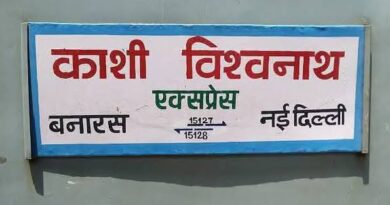 काशी विश्वनाथ
एक्सप्रेस
बनारस 15127 नई दिल्ली
15128